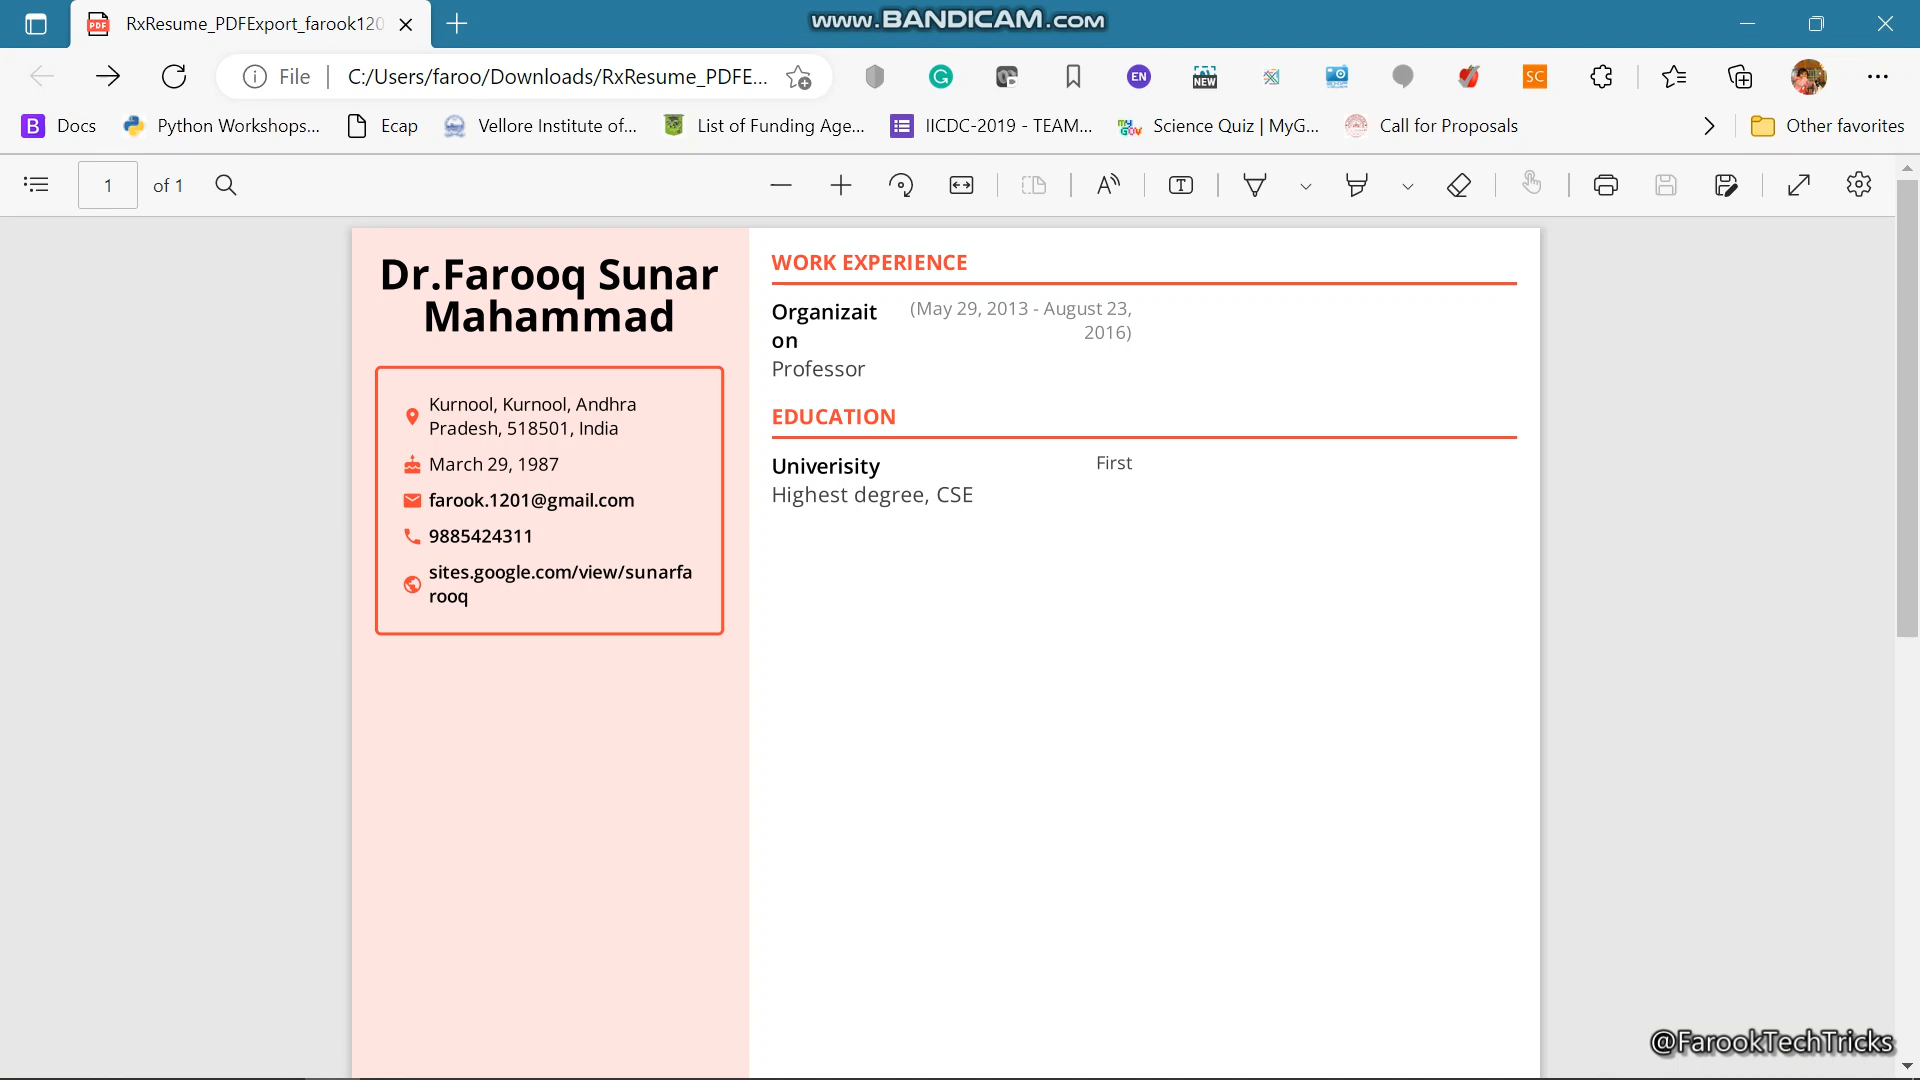 RxResume_PDFExport_farook120
www.BANDICAM.com
File
C:/Users/faroo/Downloads/RxResume_PDFE...
EN
NEW
SC
B Docs
Python Workshops...
Ecap
Vellore Institute of...
List of Funding Age...
IICDC-2019 - TEAM...
Science Quiz | MyG...
Call for Proposals
Other favorites
1 of 1
Dr.Farooq Sunar
Mahammad
Kurnool, Kurnool, Andhra
Pradesh, 518501, India
March 29, 1987
farook.1201@gmail.com
9885424311
sites.google.com/view/sunarfa
rooq
WORK EXPERIENCE
Organizait (May 29, 2013 - August 23,
on 2016)
Professor
EDUCATION
Univerisity First
Highest degree, CSE
@FarookTechTricks